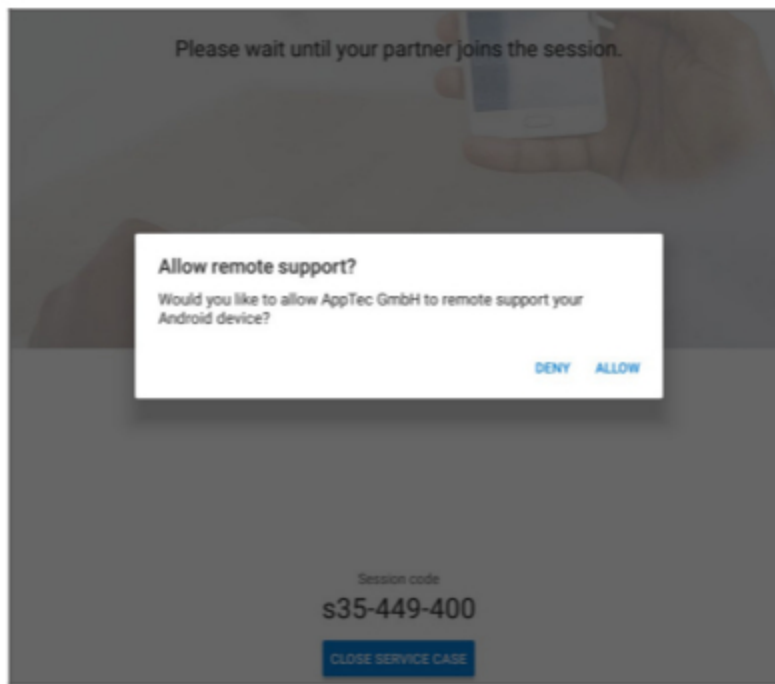 Please wait until your partner joins the session.
Allow remote support?
Would you like to allow AppTec GmbH to remote support your
Android device?
DENY ALLOW
Session code
s35-449-400
CLOSE SERVICE CASE